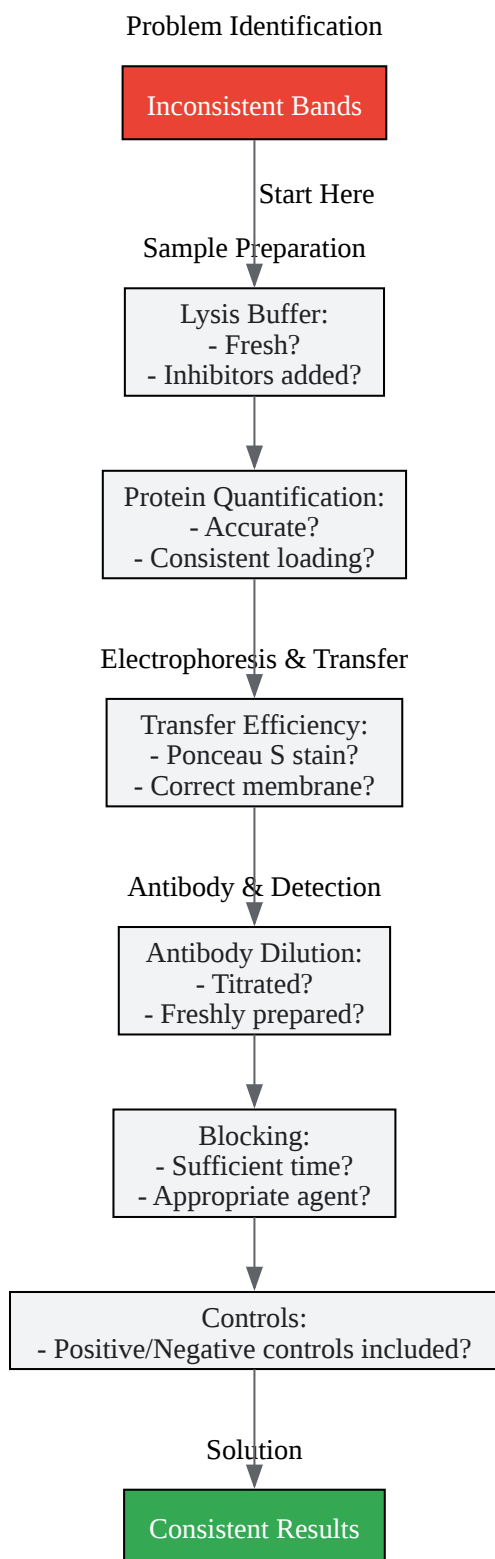 Problem Identification
Inconsistent Bands
Start Here
Sample Preparation
Lysis Buffer:
- Fresh?
- Inhibitors added?
Protein Quantification:
- Accurate?
- Consistent loading?
Electrophoresis & Transfer
Transfer Efficiency:
- Ponceau S stain?
- Correct membrane?
Antibody & Detection
Antibody Dilution:
- Titrated?
- Freshly prepared?
Blocking:
- Sufficient time?
- Appropriate agent?
Controls:
- Positive/Negative controls included?
Solution
Consistent Results